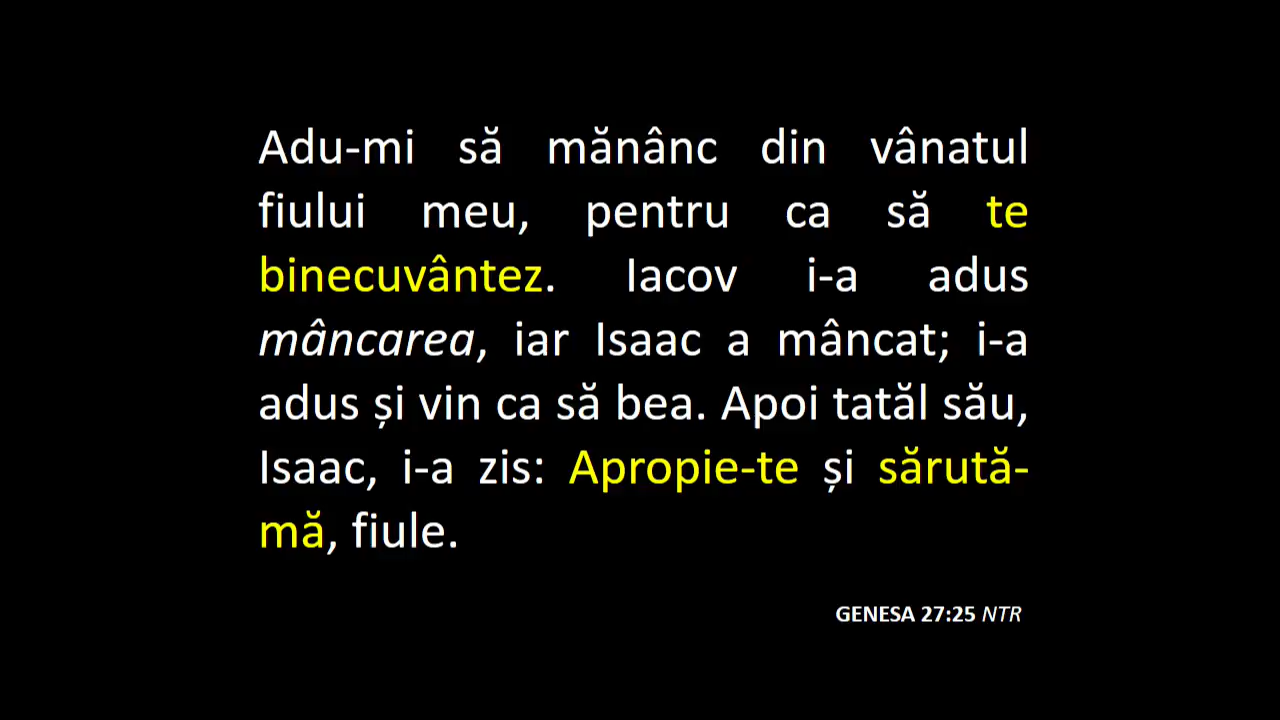 Adu-mi să mănânc din vânatul
fiului meu, pentru ca să te
binecuvântez. Iacov i-a adus
mâncarea, iar Isaac a mâncat; i-a
adus și vin ca să bea. Apoi tatăl său,
Isaac, i-a zis: Apropie-te și sărută-
mă, fiule.
GENESA 27:25 NTR